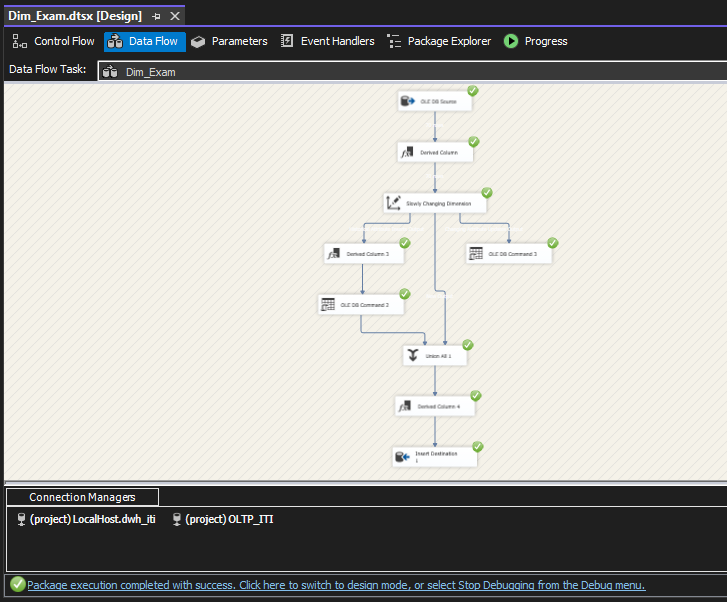 Dim_Exam.dtsx [Design]
Control Flow Data Flow Parameters Event Handlers Package Explorer Progress
Data Flow Task: Dim_Exam
OLE DB Source
Derived Column
Slowly Changing Dimension
Derived Column 3 OLE DB Command 3
OLE DB Command 2
Union All 1
Derived Column 4
Insert Destination
1
Connection Managers
(project) LocalHost.dwh_iti (project) OLTP_ITI
Package execution completed with success. Click here to switch to design mode, or select Stop Debugging from the Debug menu.